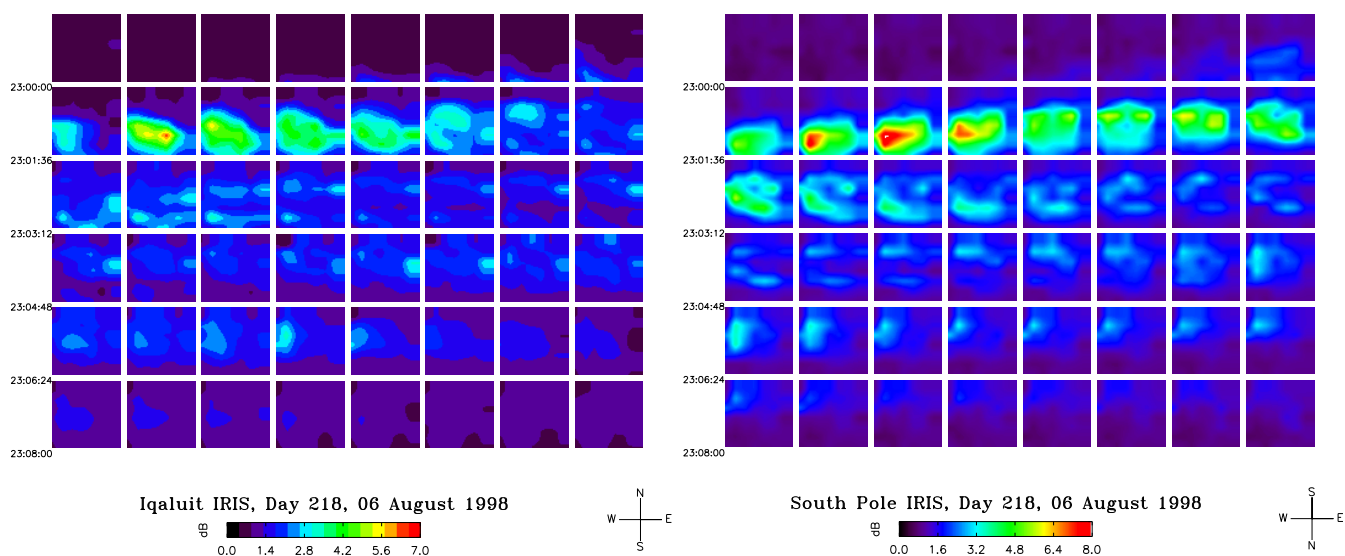 23:00:00
23:01:36
23:03:12
23:04:48
23:06:24
23:08:00
Iqaluit IRIS, Day 218, 06 August 1998
dB
0.0 1.4 2.8 4.2 5.6 7.0
N
W E
S
23:00:00
23:01:36
23:03:12
23:04:48
23:06:24
23:08:00
South Pole IRIS, Day 218, 06 August 1998
dB
0.0 1.6 3.2 4.8 6.4 8.0
S
W E
N